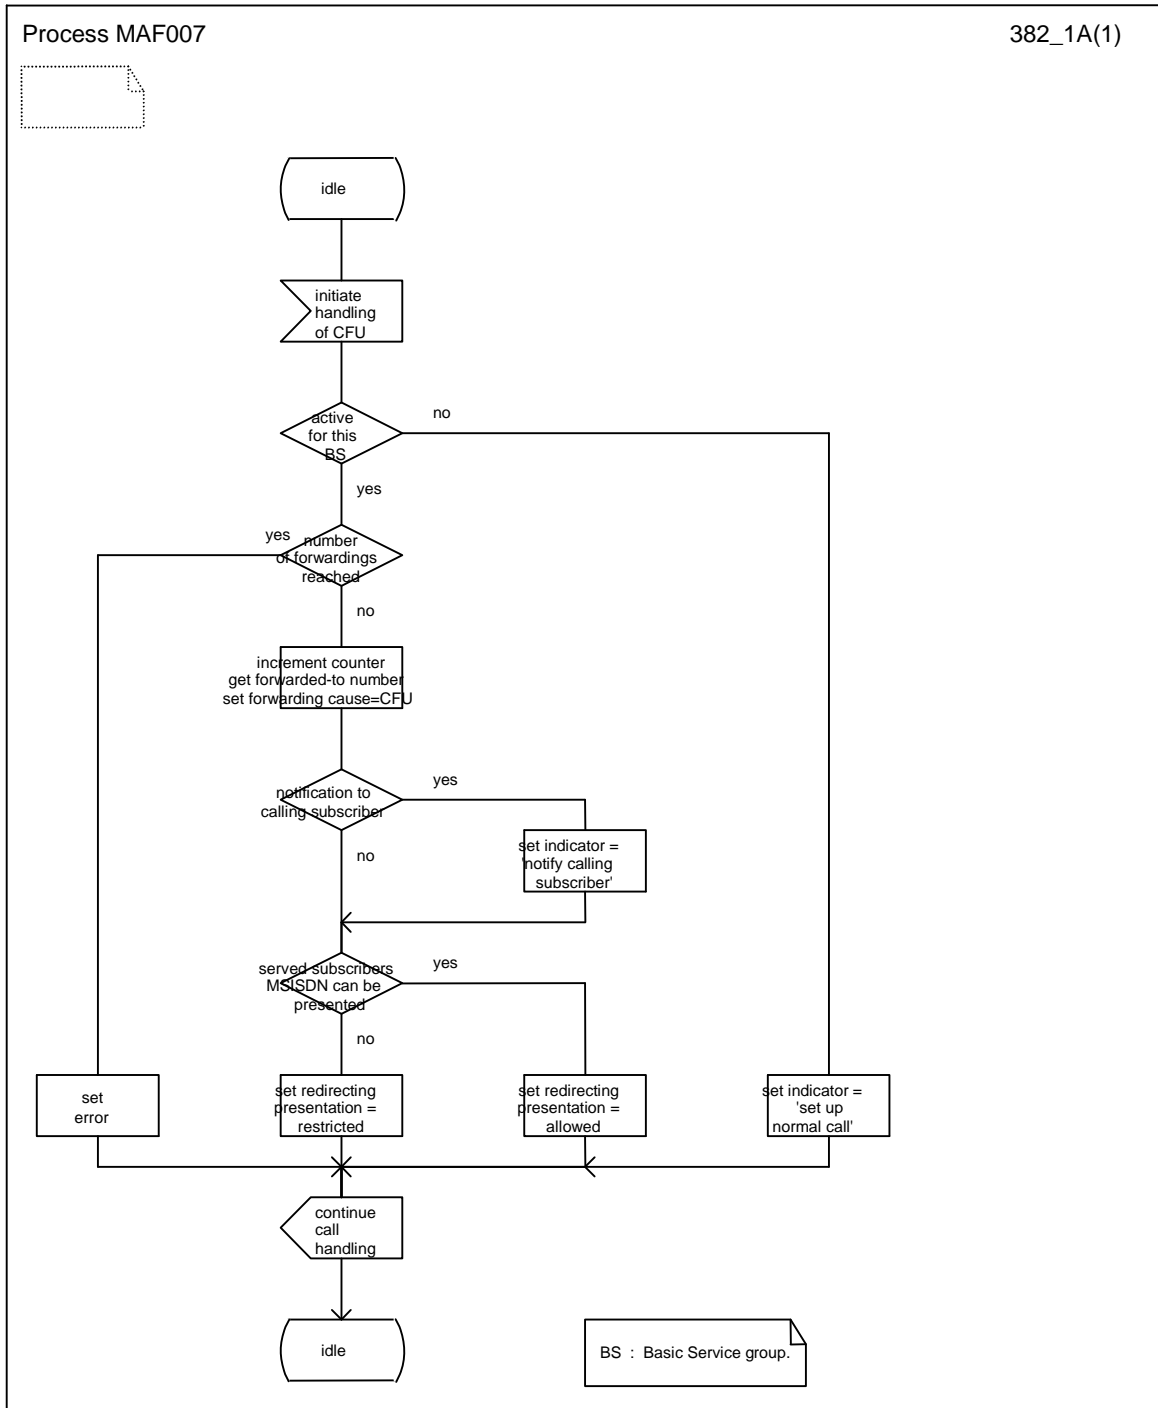 Process MAF007
382_1A(1)
idle
initiate
handling
of CFU
active
for this
BS
no
yes
yes
number
of forwardings
reached
no
increment counter
get forwarded-to number
set forwarding cause=CFU
notification to
calling subscriber
yes
no
set indicator =
'notify calling
subscriber'
served subscribers
MSISDN can be
presented
yes
no
set
error
set redirecting
presentation =
restricted
set redirecting
presentation =
allowed
set indicator =
'set up
normal call'
continue
call
handling
idle
BS : Basic Service group.